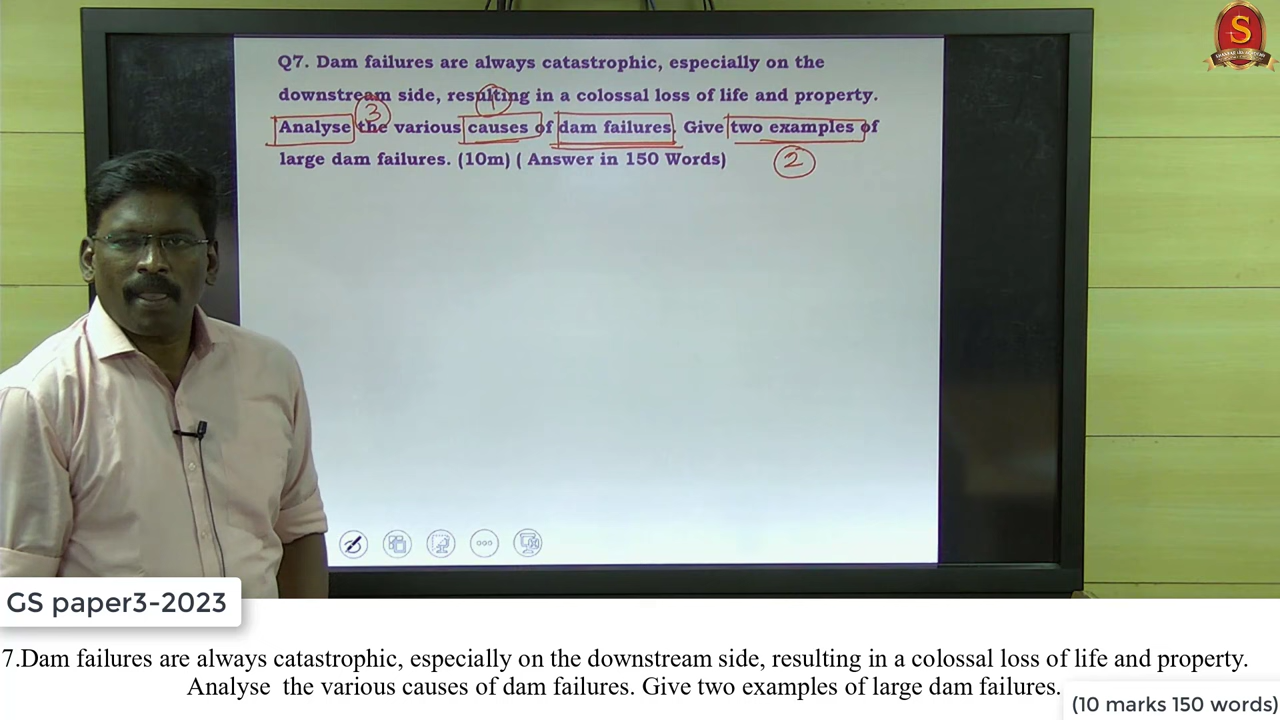 S
Q7. Dam failures are always catastrophic, especially on the
downstream side, resulting in a colossal loss of life and property.
3
1
Analyse the various causes of dam failures. Give two examples of
large dam failures. (10m) ( Answer in 150 Words)
2
GS paper3-2023
7.Dam failures are always catastrophic, especially on the downstream side, resulting in a colossal loss of life and property.
Analyse the various causes of dam failures. Give two examples of large dam failures.
(10 marks 150 words)